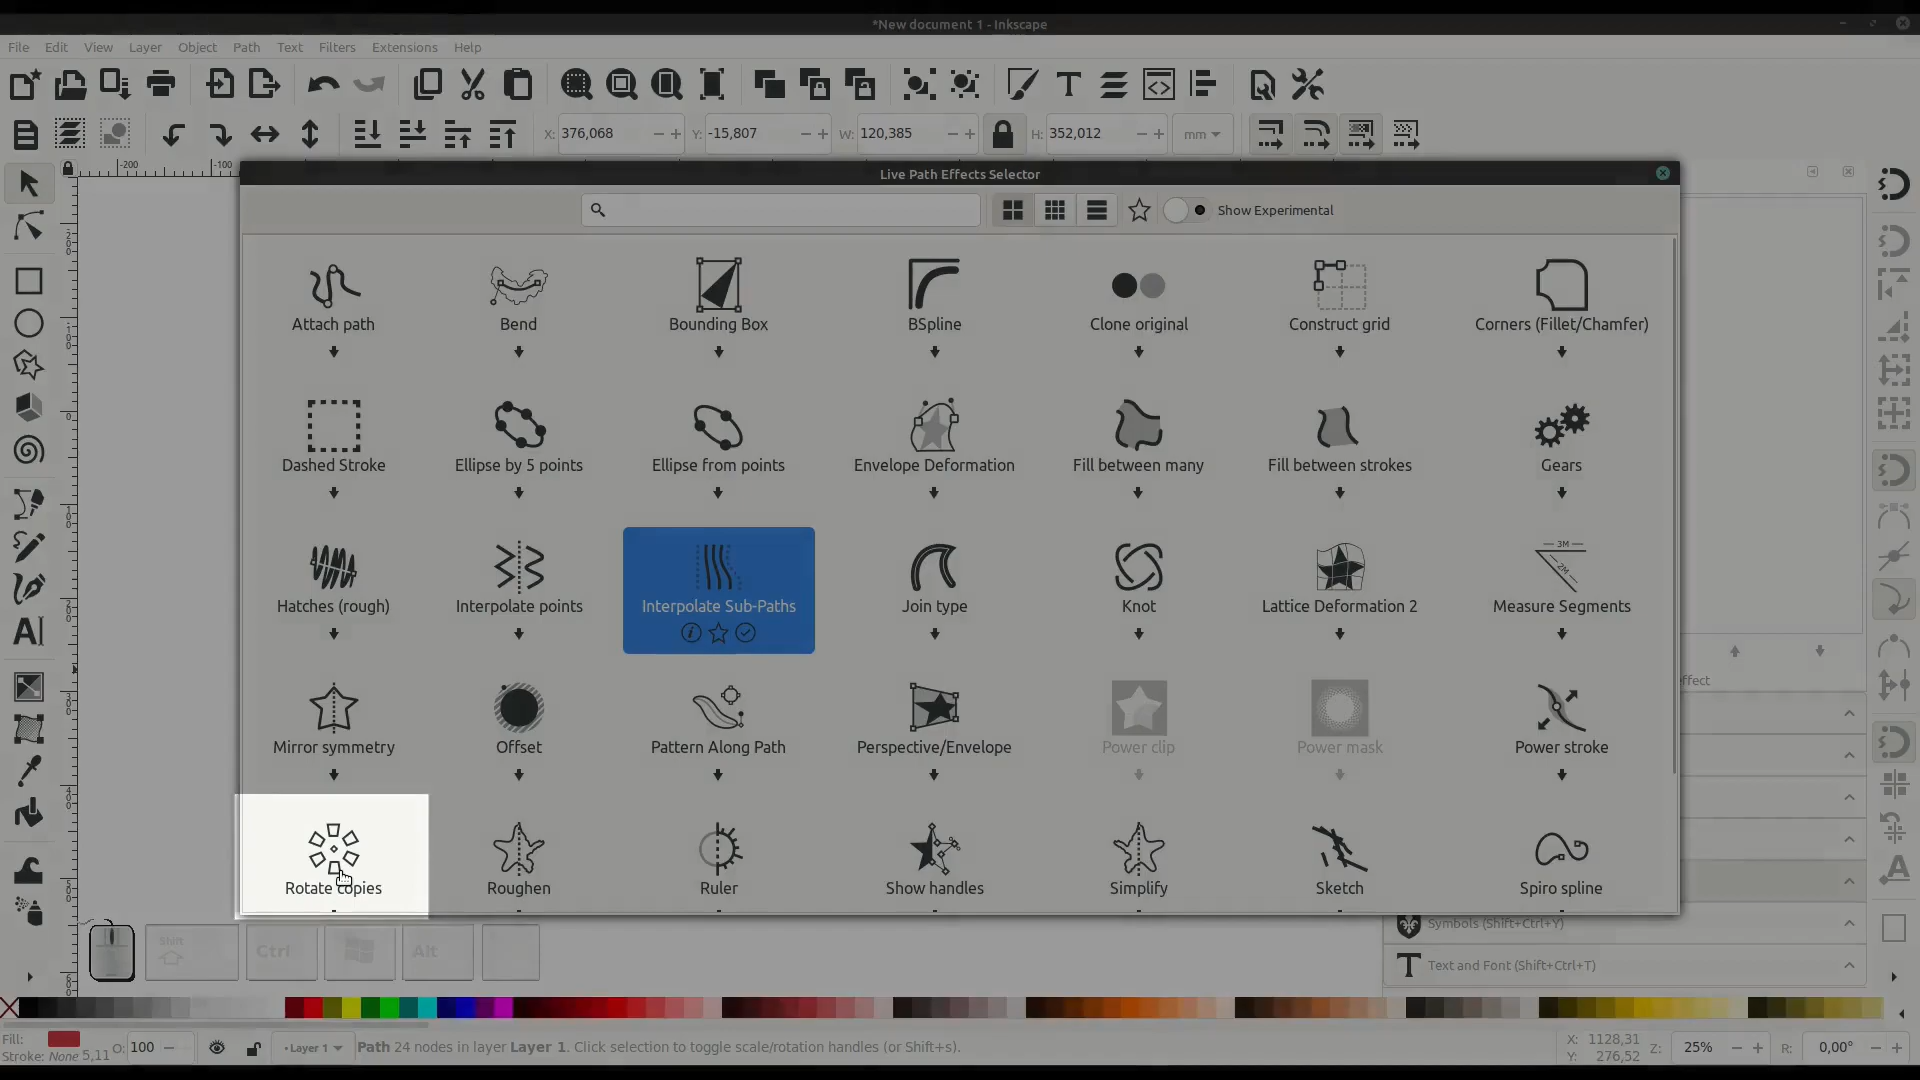 *New document 1 - Inkscape
File Edit View Layer Object Path Text Filters Extensions Help
X: 376,068 Y: -15,807 W: 120,385 H: 352,012 mm
-200 -100
Live Path Effects Selector
Show Experimental
Attach path Bend Bounding Box BSpline Clone original Construct grid Corners (Fillet/Chamfer)
Dashed Stroke Ellipse by 5 points Ellipse from points Envelope Deformation Fill between many Fill between strokes Gears
3M
2M
Hatches (rough) Interpolate points Interpolate Sub-Paths Join type Knot Lattice Deformation 2 Measure Segments
ffect
Mirror symmetry Offset Pattern Along Path Perspective/Envelope Power clip Power mask Power stroke
Rotate copies Roughen Ruler Show handles Simplify Sketch Spiro spline
Symbols (Shift+Ctrl+Y)
Shift Ctrl Alt
Text and Font (Shift+Ctrl+T)
Fill: O: 100 Layer 1 Path 24 nodes in layer Layer 1. Click selection to toggle scale/rotation handles (or Shift+s). X: 1128,31 Z: 25% R: 0,00°
Stroke: None 5,11 Y: 276,52